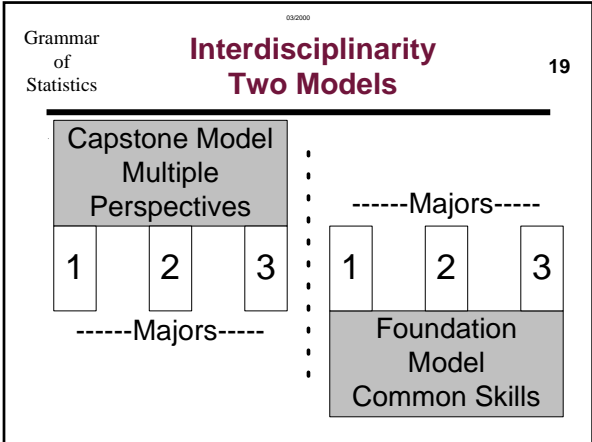 03/2000
Grammar
of
Statistics
Interdisciplinarity
Two Models
19
Capstone Model
Multiple
Perspectives
1 2 3
------Majors-----
------Majors-----
1 2 3
Foundation
Model
Common Skills